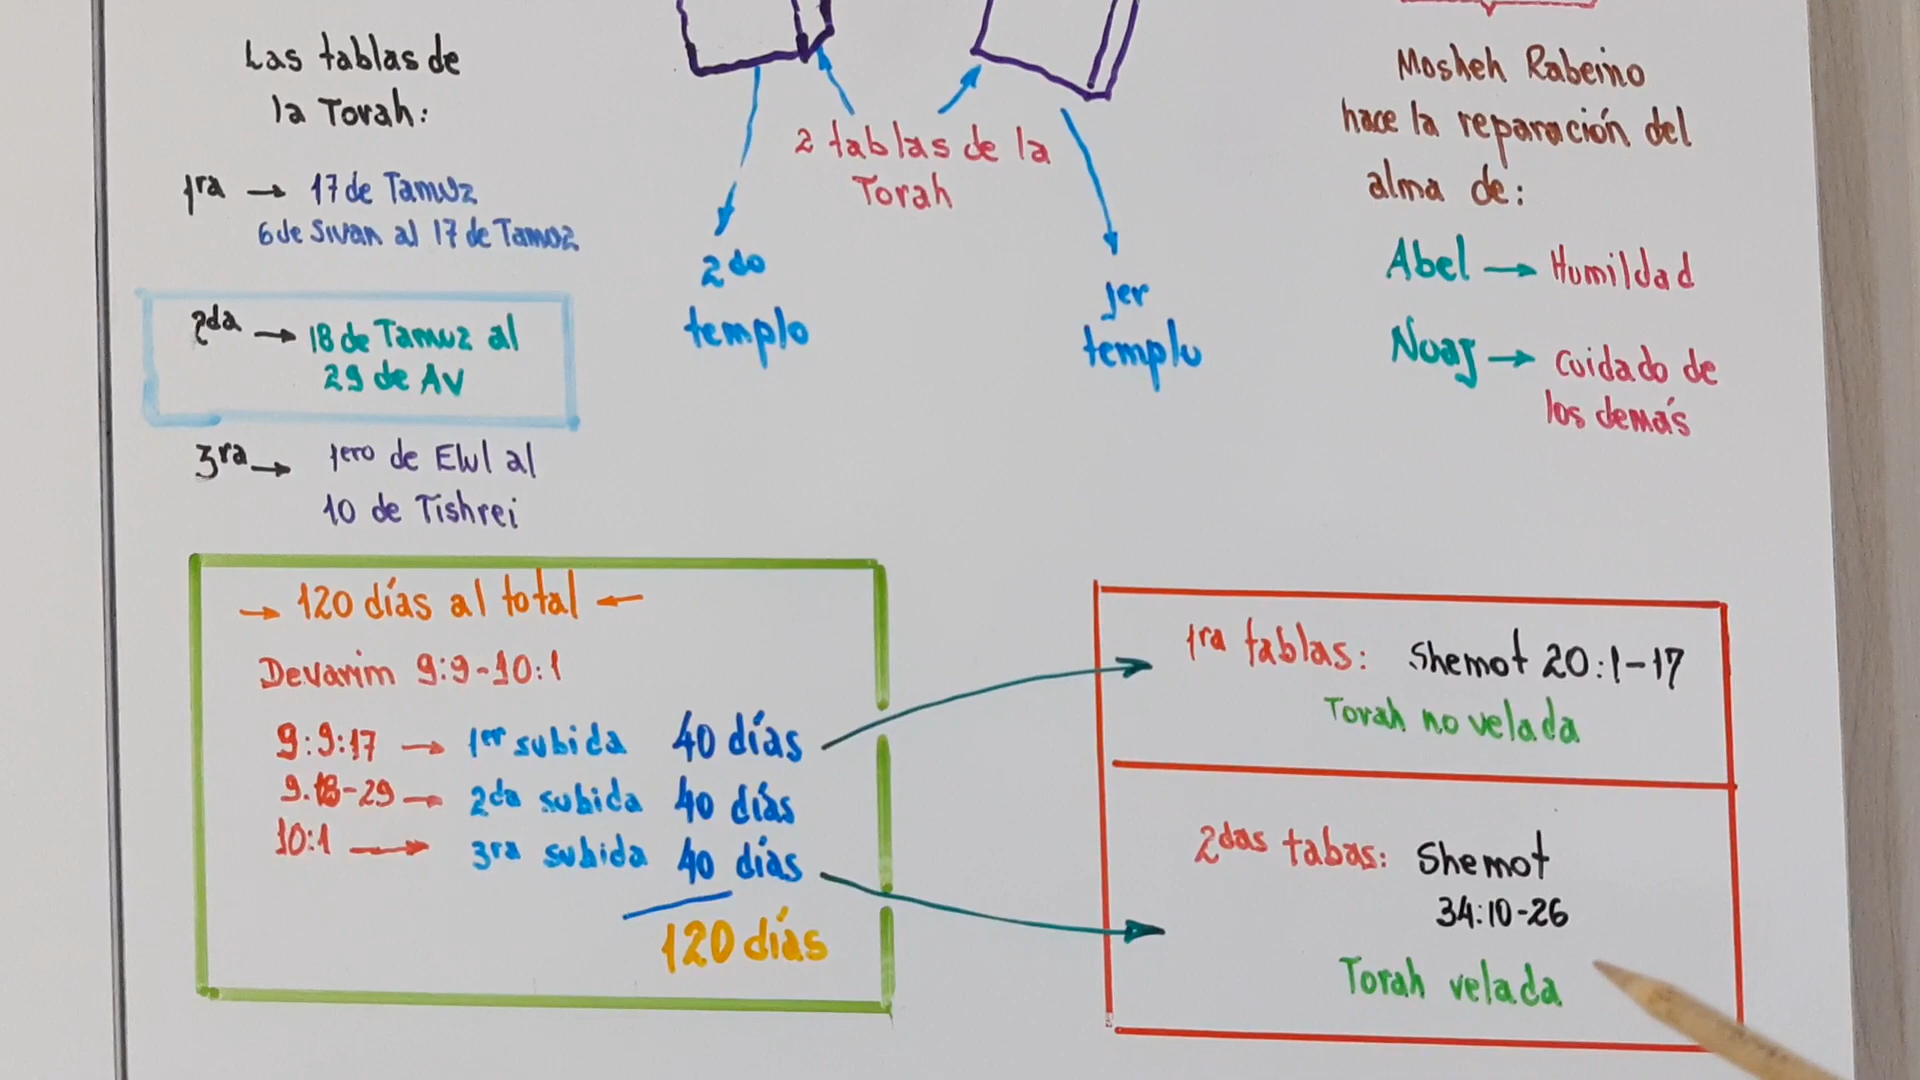 Las tablas de
la Torah:
1ra → 17 de Tamuz
6 de Sivan al 17 de Tamoz
2da → 18 de Tamuz al
29 de AV
3ra → 1ero de Elul al
10 de Tishrei
2 tablas de la
Torah
2do
templo
1er
templo
Mosheh Rabeino
hace la reparación del
alma de:
Abel → Humildad
Noaj → Cuidado de
los demás
→ 120 días al total ←
Devarim 9:9-10:1
9:9:17 → 1er subida 40 días
9.18-29 → 2da subida 40 días
10:1 → 3ra subida 40 días
120 días
1ra tablas: Shemot 20:1-17
Torah no velada
2das tabas: Shemot
34:10-26
Torah velada